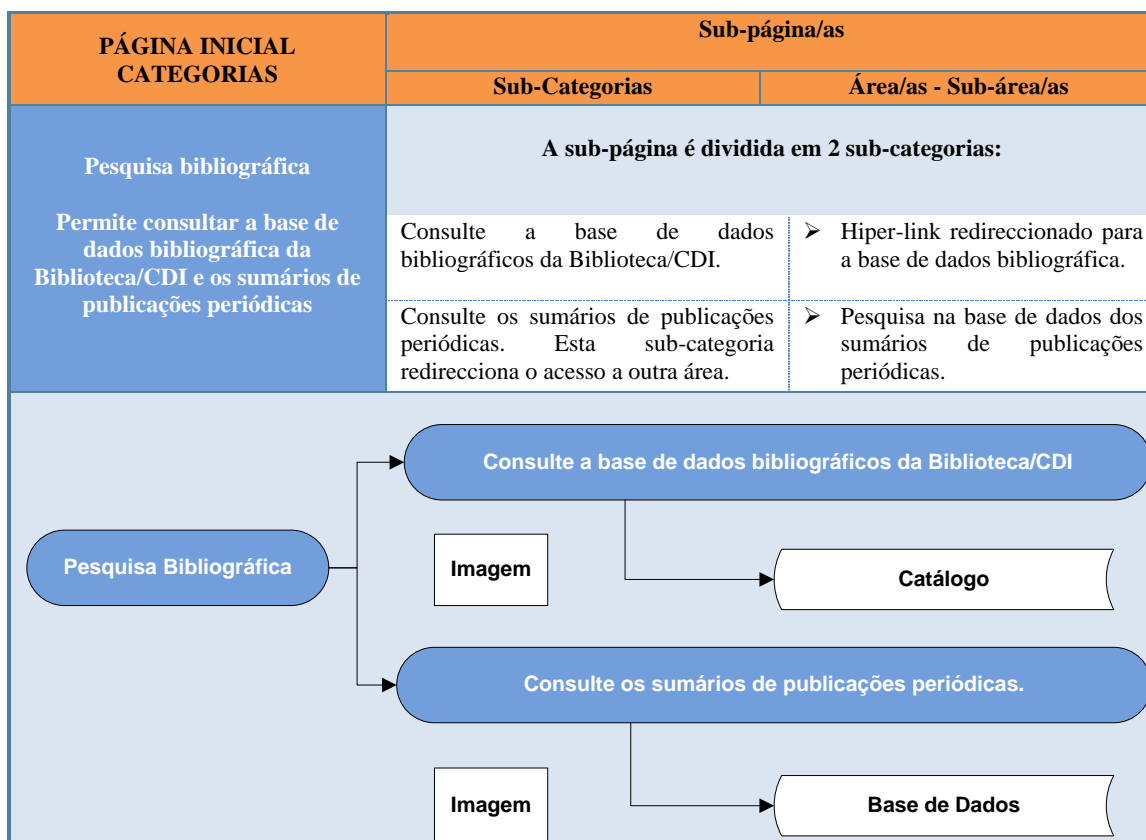 PÁGINA INICIAL
CATEGORIAS
Sub-página/as
Sub-Categorias
Área/as - Sub-área/as
Pesquisa bibliográfica
Permite consultar a base de
dados bibliográfica da
Biblioteca/CDI e os sumários de
publicações periódicas
A sub-página é dividida em 2 sub-categorias:
Consulte a base de dados
bibliográficos da Biblioteca/CDI.
➢ Hiper-link redireccionado para
a base de dados bibliográfica.
Consulte os sumários de publicações
periódicas. Esta sub-categoria
redirecciona o acesso a outra área.
➢ Pesquisa na base de dados dos
sumários de publicações
periódicas.
Consulte a base de dados bibliográficos da Biblioteca/CDI
Pesquisa Bibliográfica
Imagem
Catálogo
Consulte os sumários de publicações periódicas.
Imagem
Base de Dados